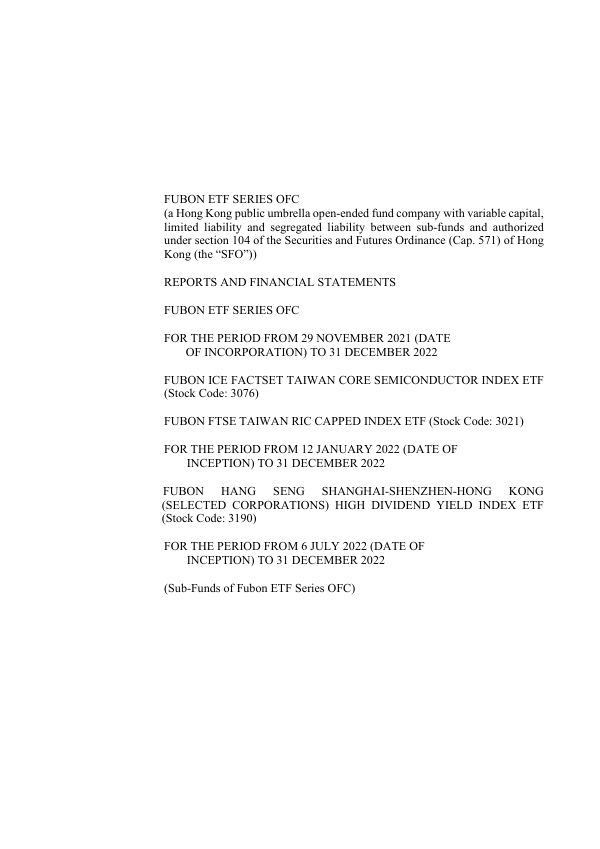 FUBON ETF SERIES OFC
(a Hong Kong public umbrella open-ended fund company with variable capital,
limited liability and segregated liability between sub-funds and authorized
under section 104 of the Securities and Futures Ordinance (Cap. 571) of Hong
Kong (the “SFO”))
REPORTS AND FINANCIAL STATEMENTS
FUBON ETF SERIES OFC
FOR THE PERIOD FROM 29 NOVEMBER 2021 (DATE
OF INCORPORATION) TO 31 DECEMBER 2022
FUBON ICE FACTSET TAIWAN CORE SEMICONDUCTOR INDEX ETF
(Stock Code: 3076)
FUBON FTSE TAIWAN RIC CAPPED INDEX ETF (Stock Code: 3021)
FOR THE PERIOD FROM 12 JANUARY 2022 (DATE OF
INCEPTION) TO 31 DECEMBER 2022
FUBON HANG SENG SHANGHAI-SHENZHEN-HONG KONG
(SELECTED CORPORATIONS) HIGH DIVIDEND YIELD INDEX ETF
(Stock Code: 3190)
FOR THE PERIOD FROM 6 JULY 2022 (DATE OF
INCEPTION) TO 31 DECEMBER 2022
(Sub-Funds of Fubon ETF Series OFC)